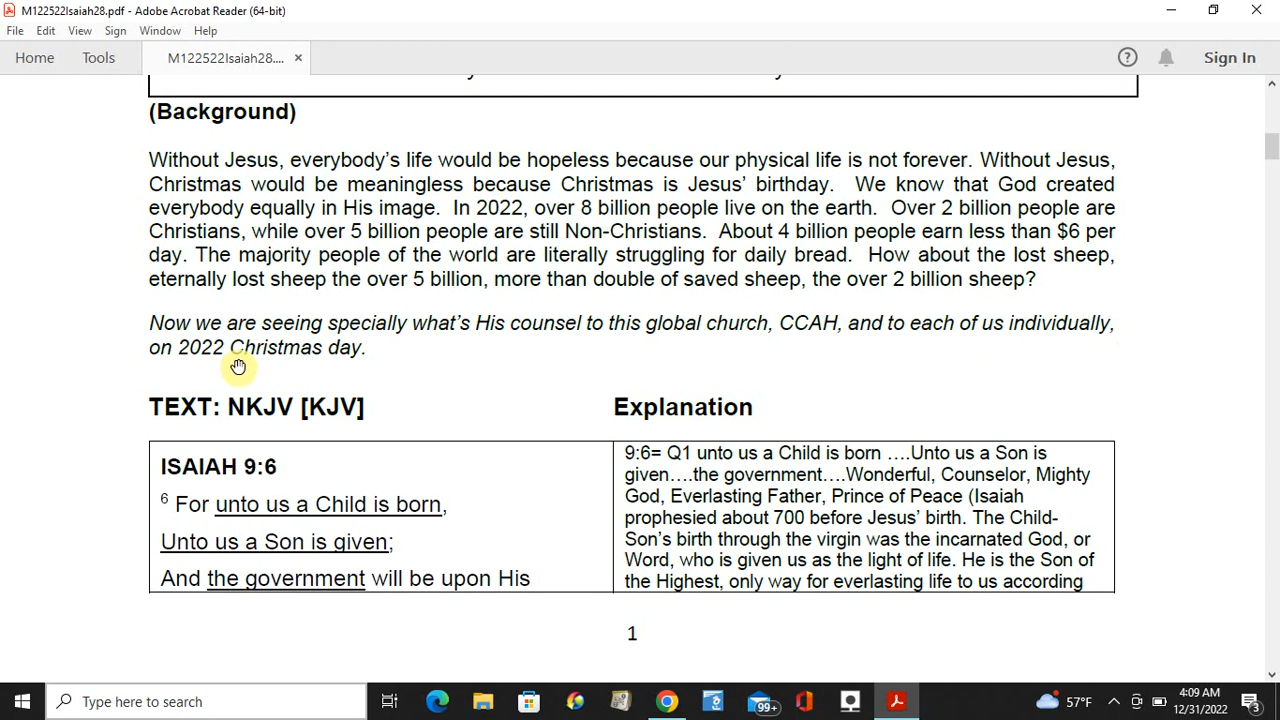 M122522Isaiah28.pdf - Adobe Acrobat Reader (64-bit)
File Edit View Sign Window Help
Home Tools M122522Isaiah28.... × ? Sign In
(Background)
Without Jesus, everybody's life would be hopeless because our physical life is not forever. Without Jesus,
Christmas would be meaningless because Christmas is Jesus' birthday. We know that God created
everybody equally in His image. In 2022, over 8 billion people live on the earth. Over 2 billion people are
Christians, while over 5 billion people are still Non-Christians. About 4 billion people earn less than $6 per
day. The majority people of the world are literally struggling for daily bread. How about the lost sheep,
eternally lost sheep the over 5 billion, more than double of saved sheep, the over 2 billion sheep?
Now we are seeing specially what's His counsel to this global church, CCAH, and to each of us individually,
on 2022 Christmas day.
TEXT: NKJV [KJV]
Explanation
ISAIAH 9:6
6 For unto us a Child is born,
Unto us a Son is given;
And the government will be upon His
9:6= Q1 unto us a Child is born ....Unto us a Son is
given....the government....Wonderful, Counselor, Mighty
God, Everlasting Father, Prince of Peace (Isaiah
prophesied about 700 before Jesus' birth. The Child-
Son's birth through the virgin was the incarnated God, or
Word, who is given us as the light of life. He is the Son of
the Highest, only way for everlasting life to us according
1
Type here to search
99+
57°F
4:09 AM
12/31/2022
3